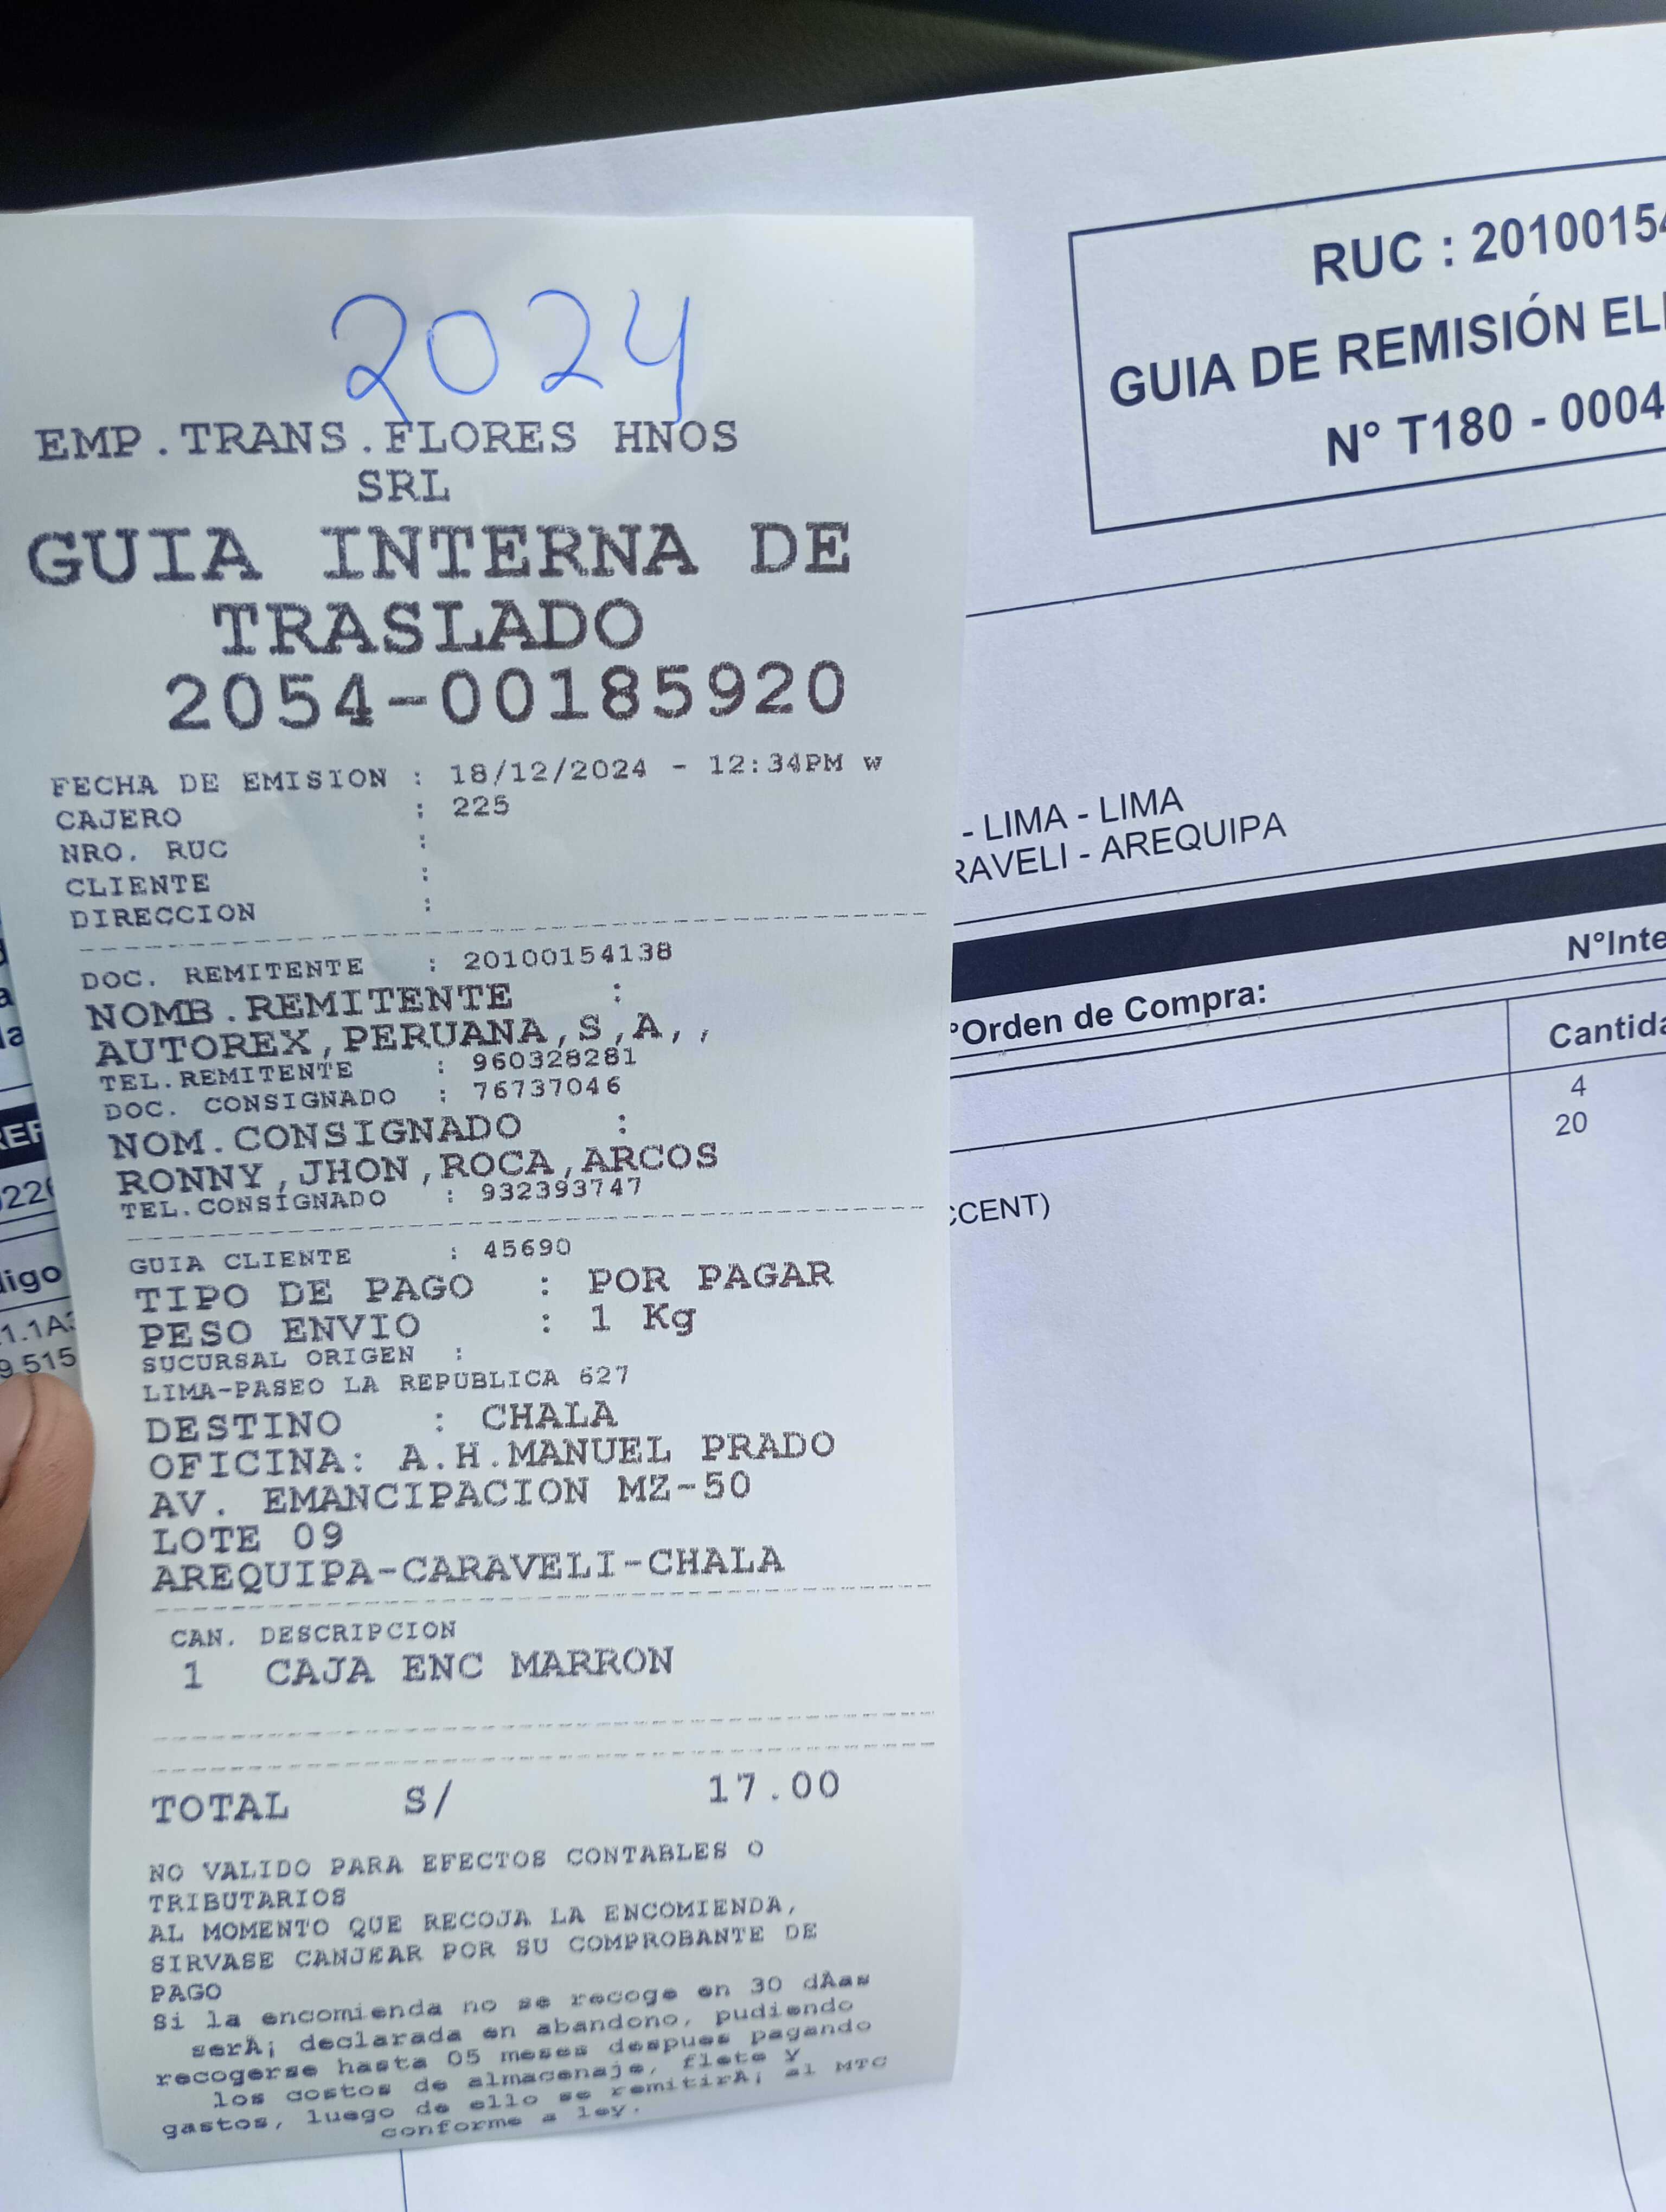 2024
EMP.TRANS.FLORES HNOS
SRL
GUIA INTERNA DE
TRASLADO
2054-00185920
FECHA DE EMISION : 18/12/2024 - 12:34PM w
CAJERO : 225
NRO. RUC :
CLIENTE :
DIRECCION :
DOC. REMITENTE : 20100154138
NOMB.REMITENTE :
AUTOREX,PERUANA,S,A,,
TEL.REMITENTE : 960328281
DOC. CONSIGNADO : 76737046
NOM.CONSIGNADO :
RONNY,JHON,ROCA,ARCOS
TEL.CONSIGNADO : 932393747
GUIA CLIENTE : 45690
TIPO DE PAGO : POR PAGAR
PESO ENVIO : 1 Kg
SUCURSAL ORIGEN :
LIMA-PASEO LA REPUBLICA 627
DESTINO : CHALA
OFICINA: A.H.MANUEL PRADO
AV. EMANCIPACION MZ-50
LOTE 09
AREQUIPA-CARAVELI-CHALA
CAN. DESCRIPCION
1 CAJA ENC MARRON
TOTAL S/ 17.00
NO VALIDO PARA EFECTOS CONTABLES O
TRIBUTARIOS
AL MOMENTO QUE RECOJA LA ENCOMIENDA,
SIRVASE CANJEAR POR SU COMPROBANTE DE
PAGO
Si la encomienda no se recoge en 30 dÃ­as
serÃ¡ declarada en abandono, pudiendo
recogerse hasta 05 meses despues pagando
los costos de almacenaje, flete y
gastos, luego de ello se remitirÃ¡ al MTC
conforme a ley.
RUC : 2010015
GUIA DE REMISIÓN EL
N° T180 - 0004
- LIMA - LIMA
RAVELI - AREQUIPA
N°Inte
°Orden de Compra:
Cantida
4
20
CCENT)